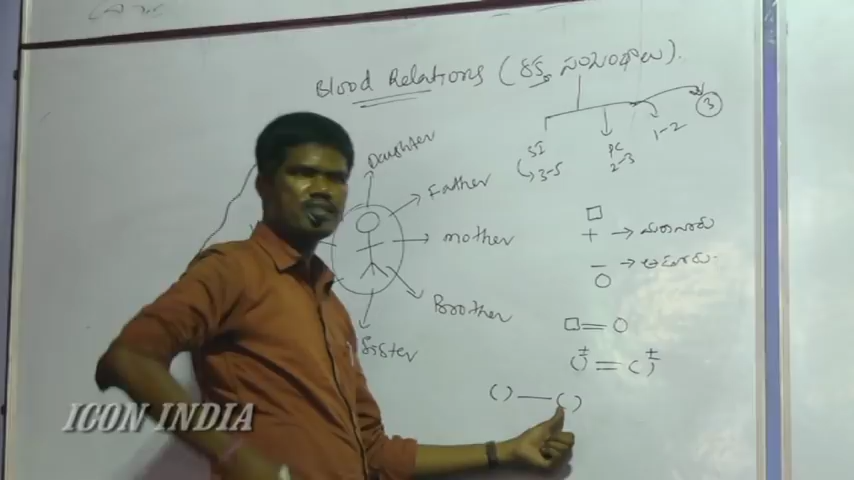 Blood Relations (రక్త సంబంధాలు).
3
SI PC 1-2
3-5 2-3
Daughter
Father
mother
Brother
Sister
□
+ → మగవారు
− → ఆడవారు
○
□ = ○
( )± = ( )±
( ) — ( )
ICON INDIA